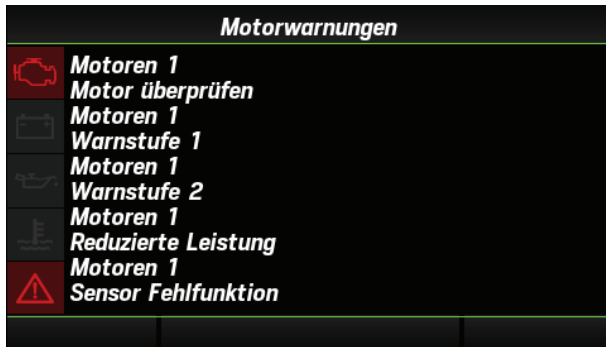 Motorwarnungen
Motoren 1
Motor überprüfen
Motoren 1
Warnstufe 1
Motoren 1
Warnstufe 2
Motoren 1
Reduzierte Leistung
Motoren 1
Sensor Fehlfunktion